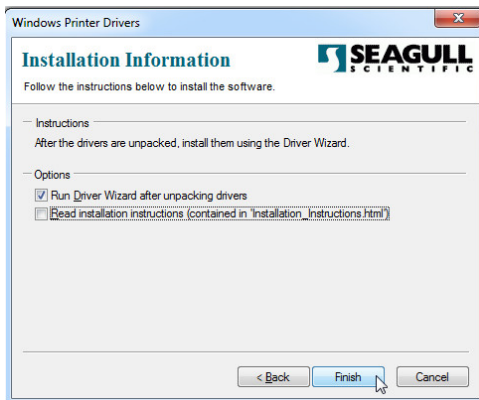 Windows Printer Drivers
Installation Information
SEAGULL
SCIENTIFIC
Follow the instructions below to install the software.
Instructions
After the drivers are unpacked, install them using the Driver Wizard.
Options
Run Driver Wizard after unpacking drivers
Read installation instructions (contained in 'Installation_Instructions.html')
< Back
Finish
Cancel